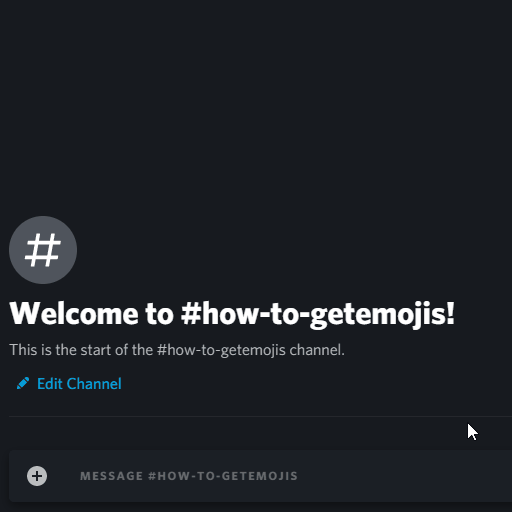 #
Welcome to #how-to-getemojis!
This is the start of the #how-to-getemojis channel.
Edit Channel
MESSAGE #HOW-TO-GETEMOJIS